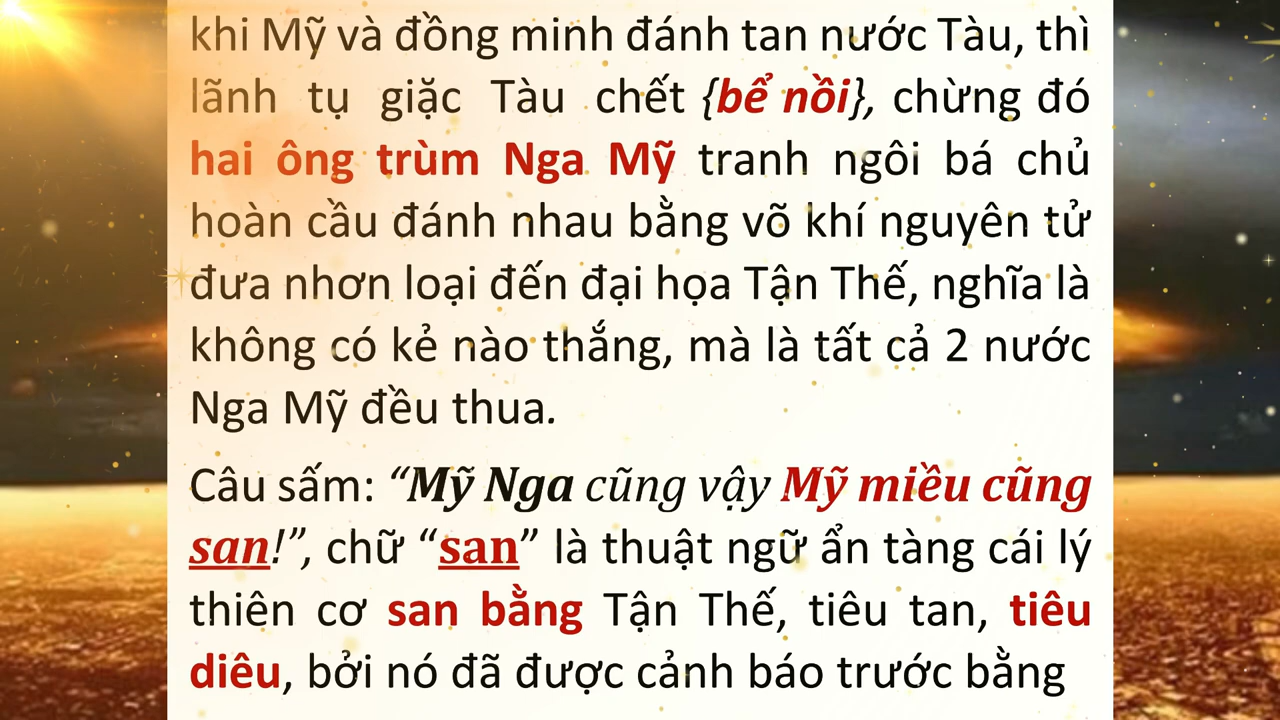 khi Mỹ và đồng minh đánh tan nước Tàu, thì
lãnh tụ giặc Tàu chết {bể nồi}, chừng đó
hai ông trùm Nga Mỹ tranh ngôi bá chủ
hoàn cầu đánh nhau bằng võ khí nguyên tử
đưa nhơn loại đến đại họa Tận Thế, nghĩa là
không có kẻ nào thắng, mà là tất cả 2 nước
Nga Mỹ đều thua.
Câu sấm: “Mỹ Nga cũng vậy Mỹ miều cũng
san!”, chữ “san” là thuật ngữ ẩn tàng cái lý
thiên cơ san bằng Tận Thế, tiêu tan, tiêu
diêu, bởi nó đã được cảnh báo trước bằng